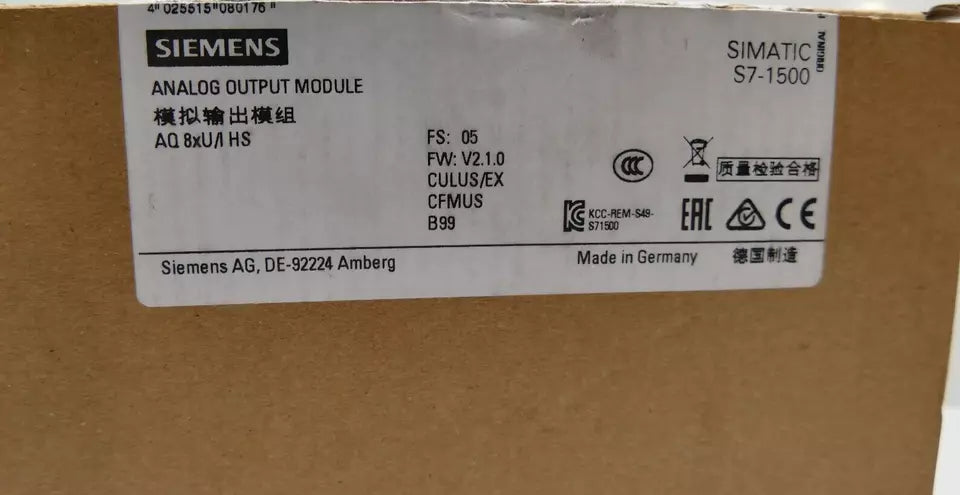 4 025515 080176
SIEMENS
SIMATIC
S7-1500
ORIGINAL
ANALOG OUTPUT MODULE
模拟输出模组
AQ 8xU/I HS
FS: 05
FW: V2.1.0
CULUS/EX
CFMUS
B99
CCC
质量检验合格
KCC-REM-S49-
S71500
EAC
CE
Siemens AG, DE-92224 Amberg
Made in Germany
德国制造